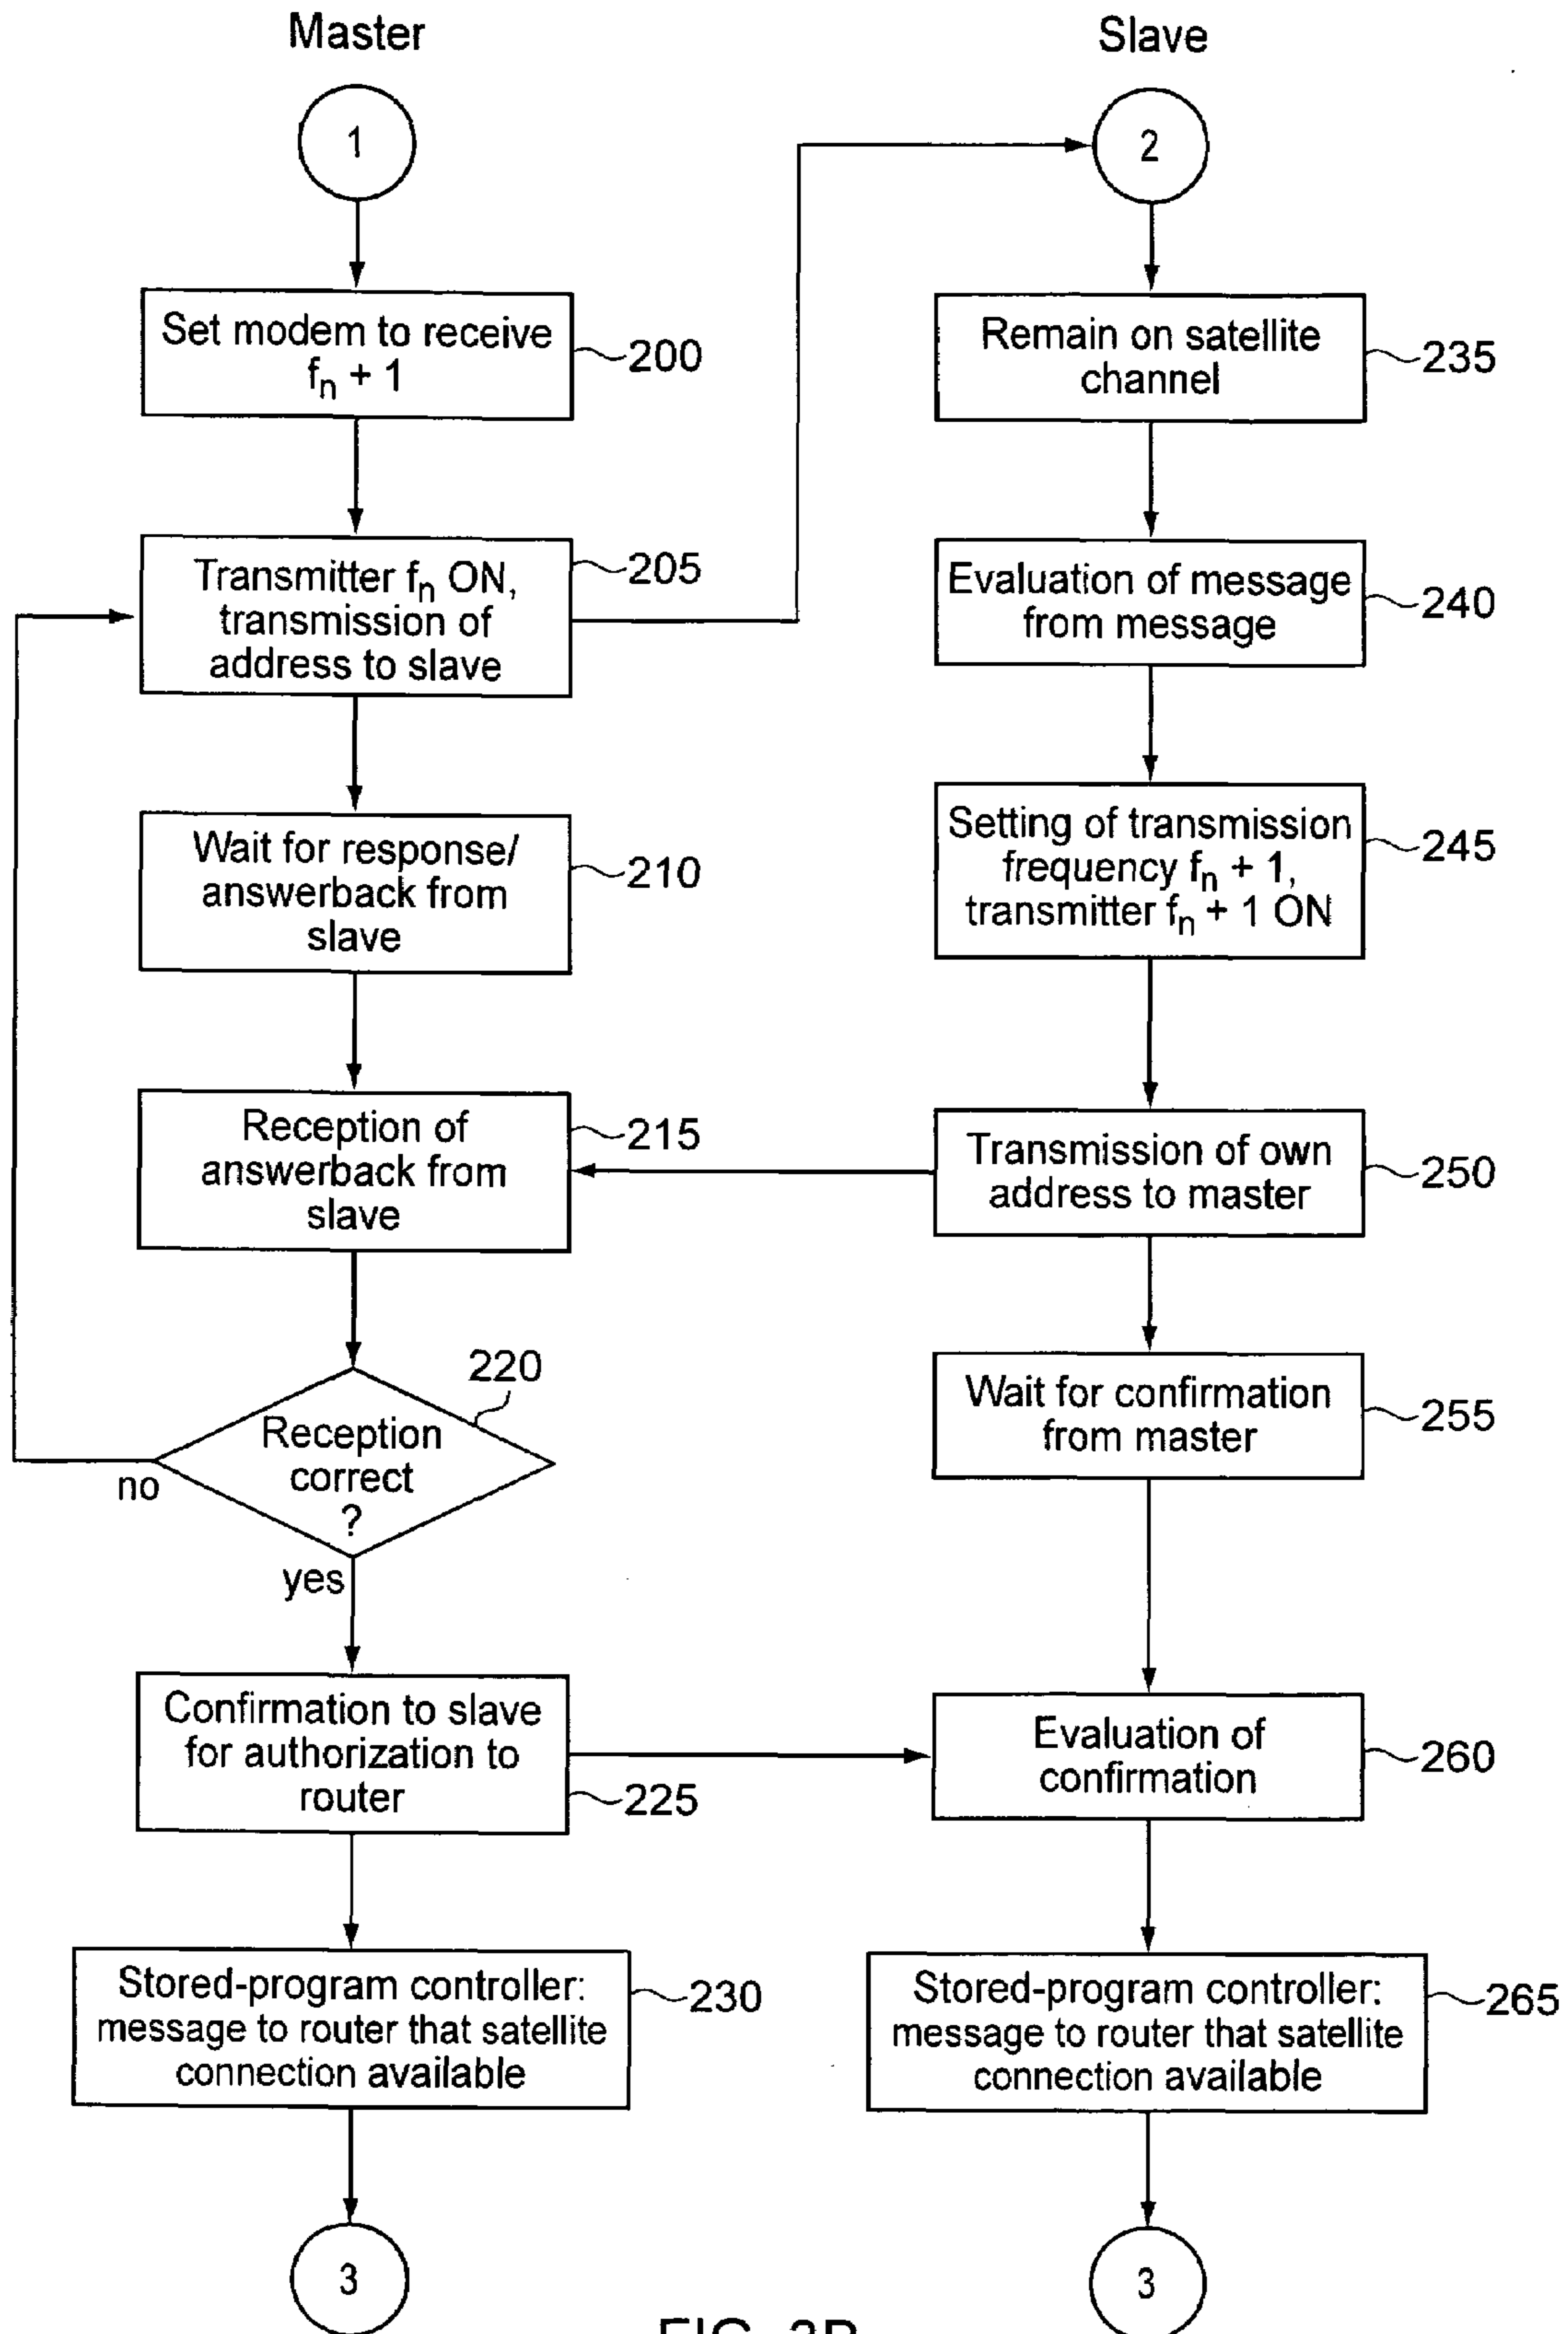 Master
1
Set modem to receive
fn + 1
200
Transmitter fn ON,
transmission of
address to slave
205
Wait for response/
answerback from
slave
210
Reception of
answerback from
slave
215
Reception
correct
?
220
no
yes
Confirmation to slave
for authorization to
router
225
Stored-program controller:
message to router that satellite
connection available
230
3
Slave
2
Remain on satellite
channel
235
Evaluation of message
from message
240
Setting of transmission
frequency fn + 1,
transmitter fn + 1 ON
245
Transmission of own
address to master
250
Wait for confirmation
from master
255
Evaluation of
confirmation
260
Stored-program controller:
message to router that satellite
connection available
265
3